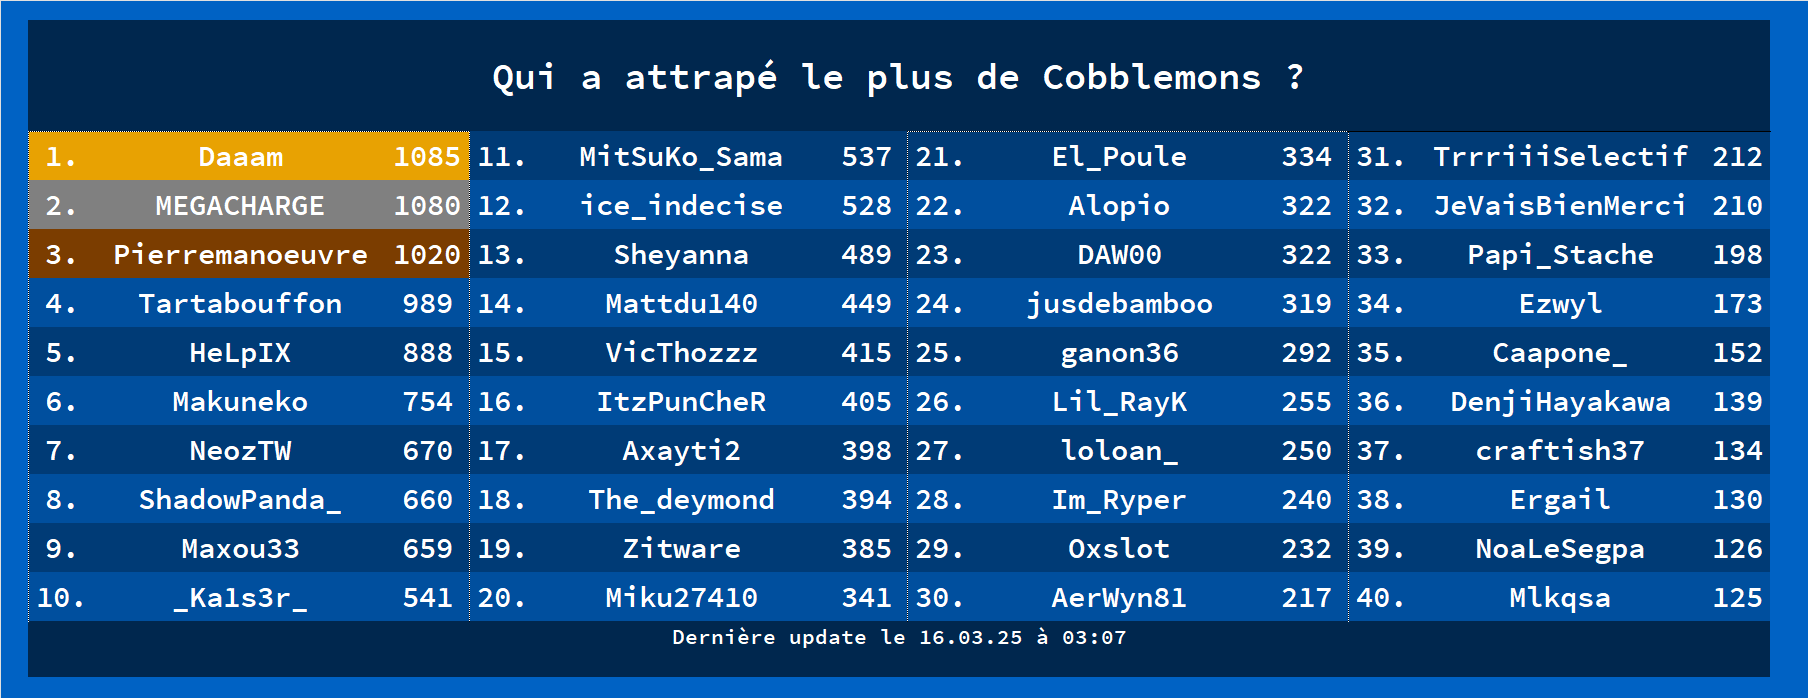 Qui a attrapé le plus de Cobblemons ?
1. Daaam 1085 11. MitSuKo_Sama 537 21. El_Poule 334 31. TrrriiiSelectif 212
2. MEGACHARGE 1080 12. ice_indecise 528 22. Alopio 322 32. JeVaisBienMerci 210
3. Pierremanoeuvre 1020 13. Sheyanna 489 23. DAW00 322 33. Papi_Stache 198
4. Tartabouffon 989 14. Mattdu140 449 24. jusdebamboo 319 34. Ezwyl 173
5. HeLpIX 888 15. VicThozzz 415 25. ganon36 292 35. Caapone_ 152
6. Makuneko 754 16. ItzPunCheR 405 26. Lil_RayK 255 36. DenjiHayakawa 139
7. NeozTW 670 17. Axayti2 398 27. loloan_ 250 37. craftish37 134
8. ShadowPanda_ 660 18. The_deymond 394 28. Im_Ryper 240 38. Ergail 130
9. Maxou33 659 19. Zitware 385 29. Oxslot 232 39. NoaLeSegpa 126
10. _Ka1s3r_ 541 20. Miku27410 341 30. AerWyn81 217 40. Mlkqsa 125
Dernière update le 16.03.25 à 03:07